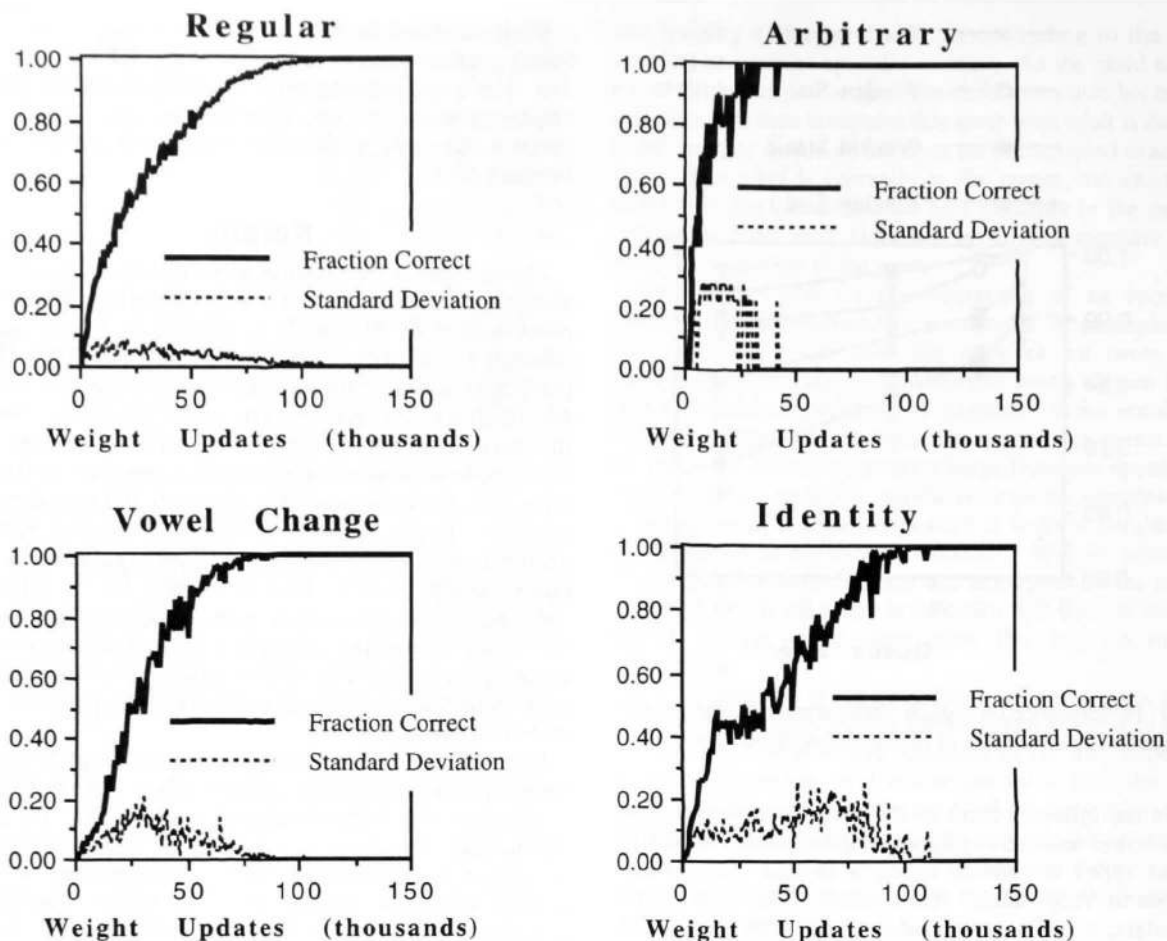 Regular
1.00
0.80
0.60
0.40
0.20
0.00
Fraction Correct
Standard Deviation
0 50 100 150
Weight Updates (thousands)
Arbitrary
1.00
0.80
0.60
0.40
0.20
0.00
Fraction Correct
Standard Deviation
0 50 100 150
Weight Updates (thousands)
Vowel Change
1.00
0.80
0.60
0.40
0.20
0.00
Fraction Correct
Standard Deviation
0 50 100 150
Weight Updates (thousands)
Identity
1.00
0.80
0.60
0.40
0.20
0.00
Fraction Correct
Standard Deviation
0 50 100 150
Weight Updates (thousands)